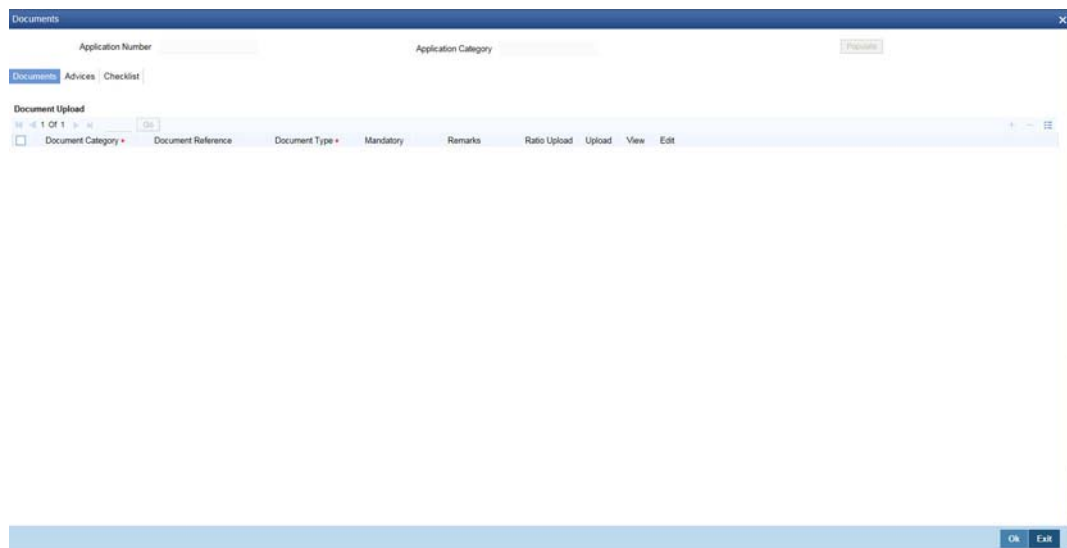 Documents
Application Number Application Category Populate
Documents Advices Checklist
Document Upload
1 Of 1 Go
Document Category * Document Reference Document Type * Mandatory Remarks Ratio Upload Upload View Edit
Ok Exit